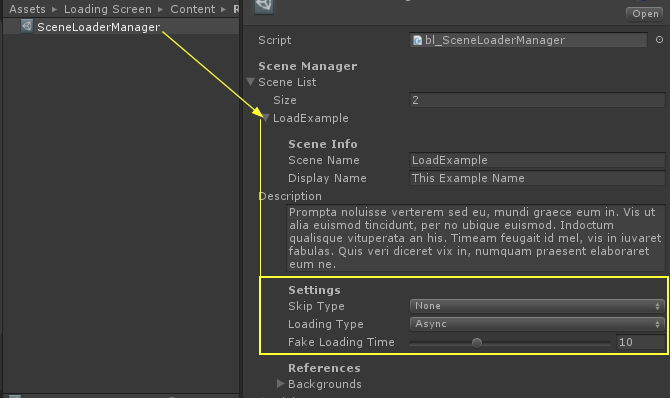 Assets ▸ Loading Screen ▸ Content ▸ R
SceneLoaderManager
Open
Script bl_SceneLoaderManager
Scene Manager
Scene List
Size 2
LoadExample
Scene Info
Scene Name LoadExample
Display Name This Example Name
Description
Prompta noluisse verterem sed eu, mundi graece eum in. Vis ut
alia euismod tincidunt, per no ubique euismod. Indoctum
qualisque vituperata an his. Timeam feugait id mel, vis in iuvaret
fabulas. Quis veri diceret vix in, numquam praesent elaboraret
eum ne.
Settings
Skip Type None
Loading Type Async
Fake Loading Time 10
References
Backgrounds